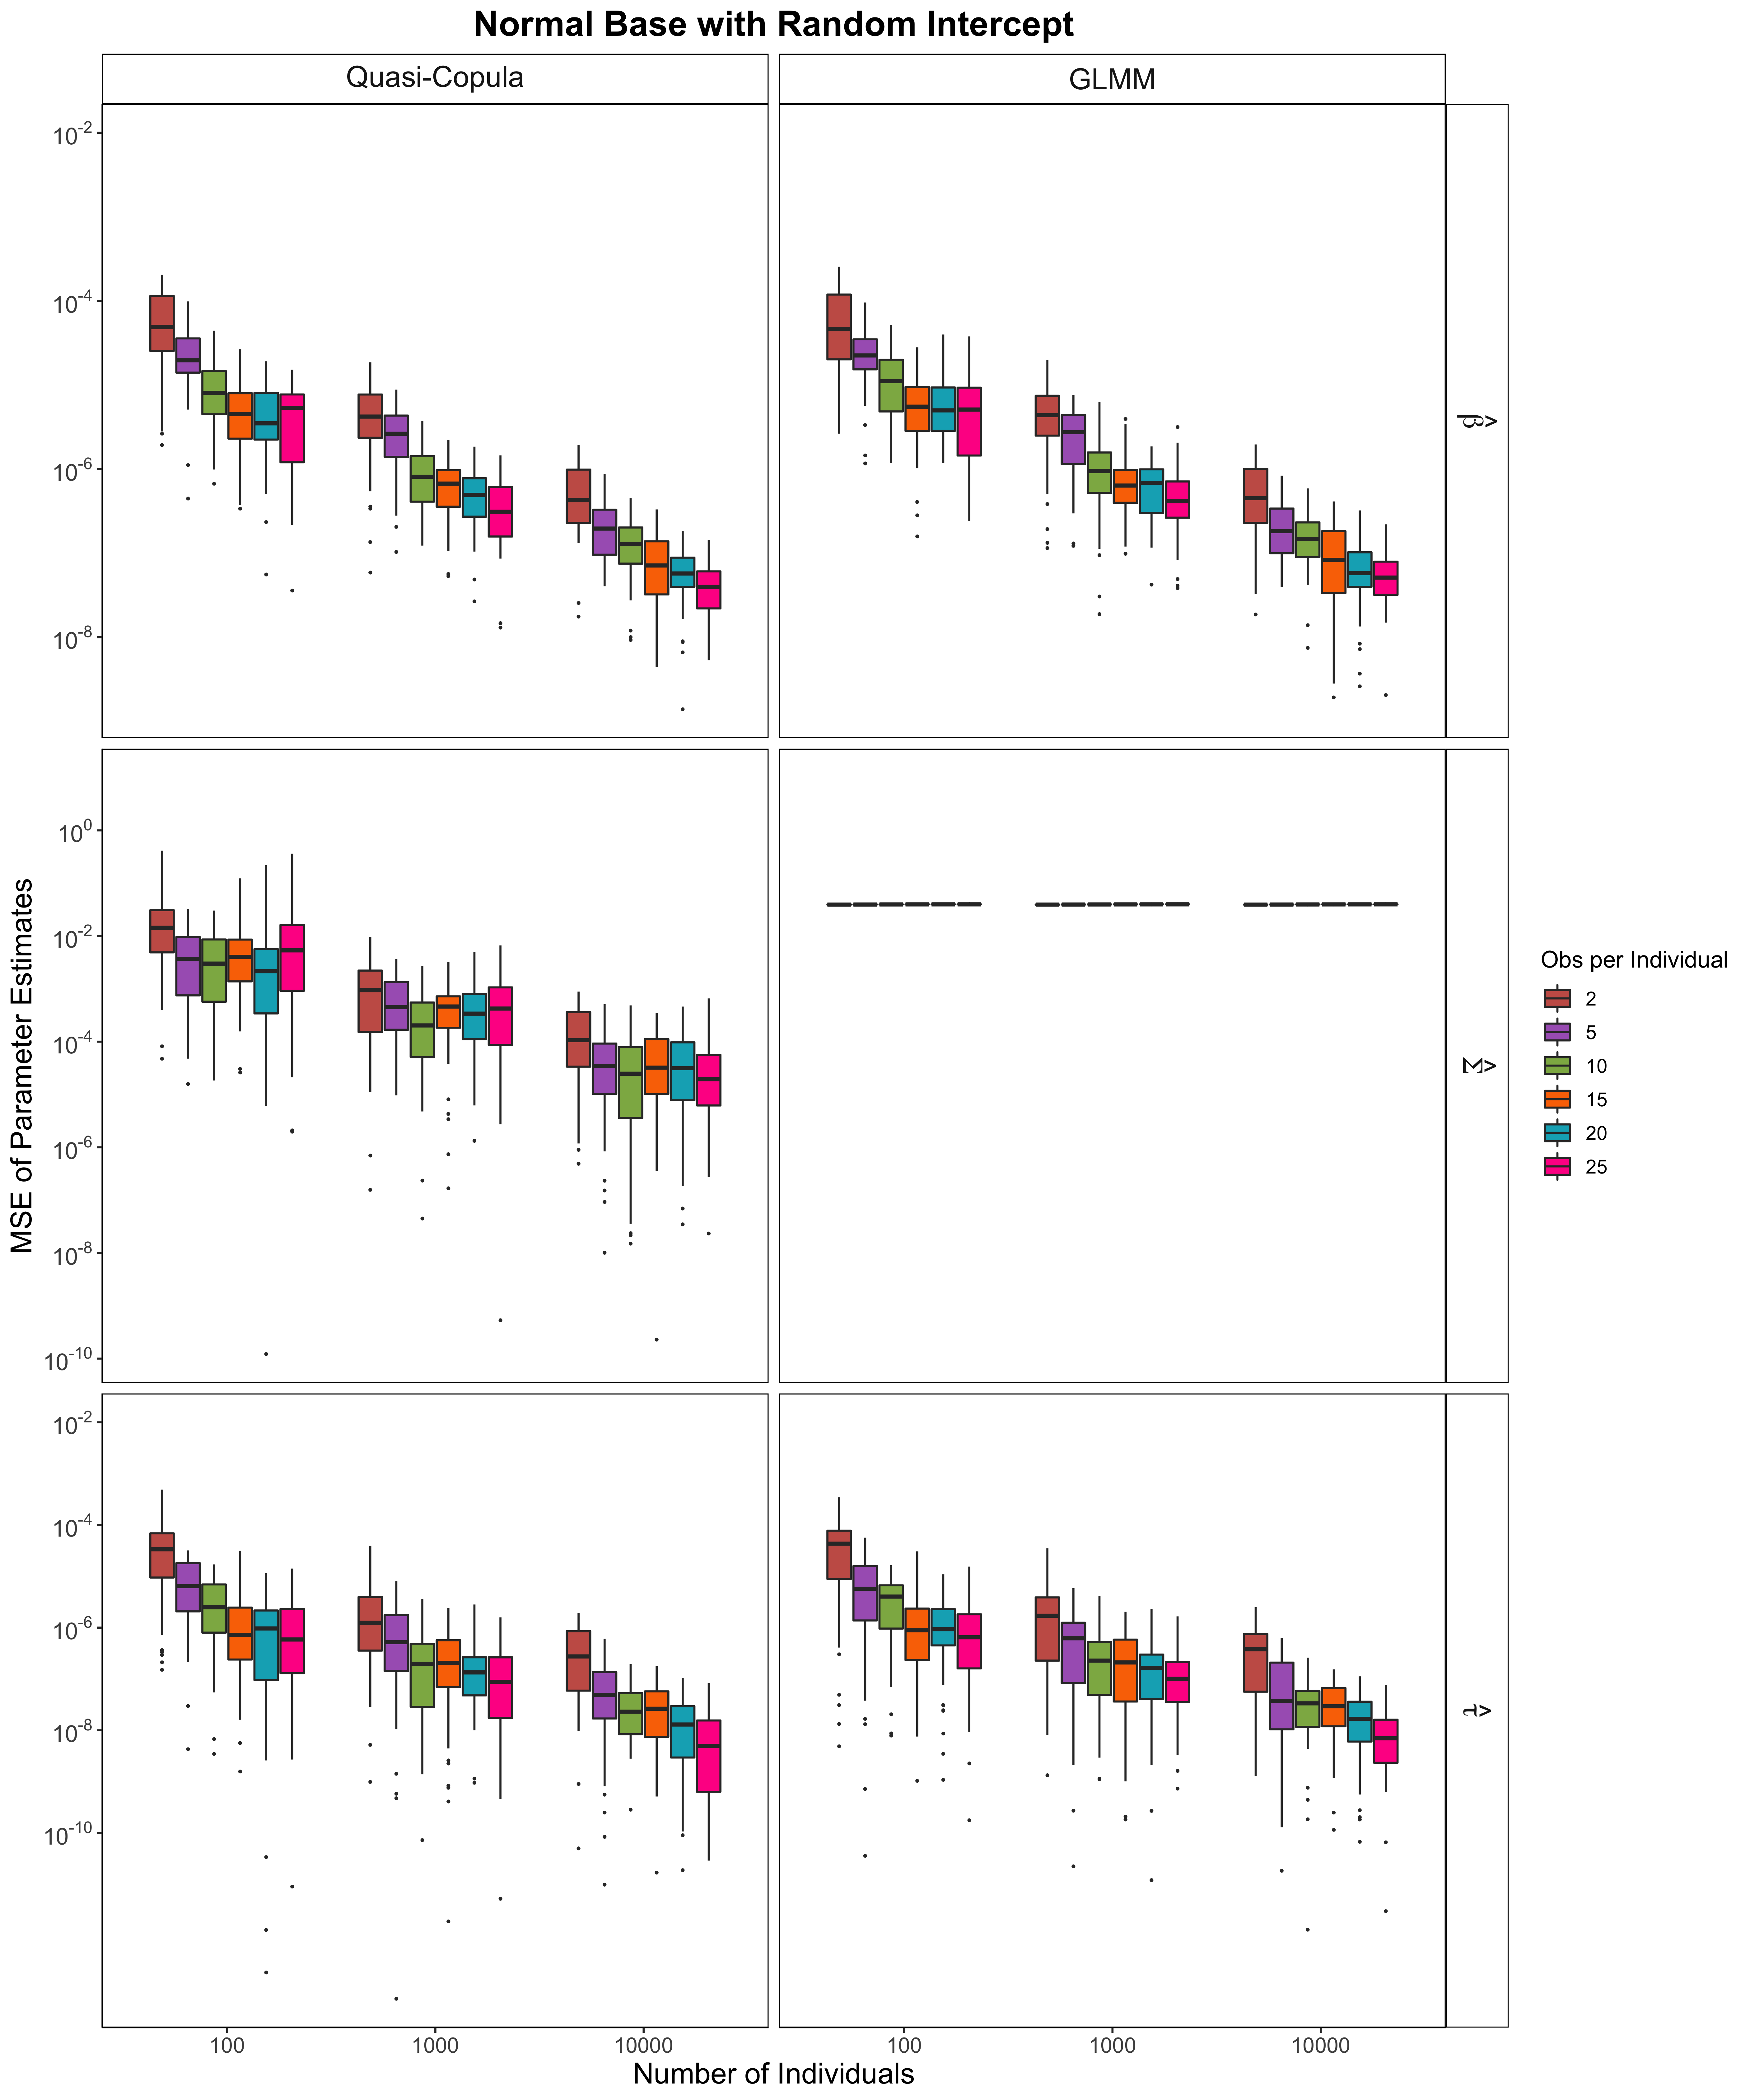 Normal Base with Random Intercept
Quasi-Copula
GLMM
10⁻²
10⁻⁴
10⁻⁶
10⁻⁸
β̂
10⁰
10⁻²
10⁻⁴
10⁻⁶
10⁻⁸
10⁻¹⁰
Σ̂
10⁻²
10⁻⁴
10⁻⁶
10⁻⁸
10⁻¹⁰
τ̂
MSE of Parameter Estimates
100 1000 10000
100 1000 10000
Number of Individuals
Obs per Individual
2
5
10
15
20
25